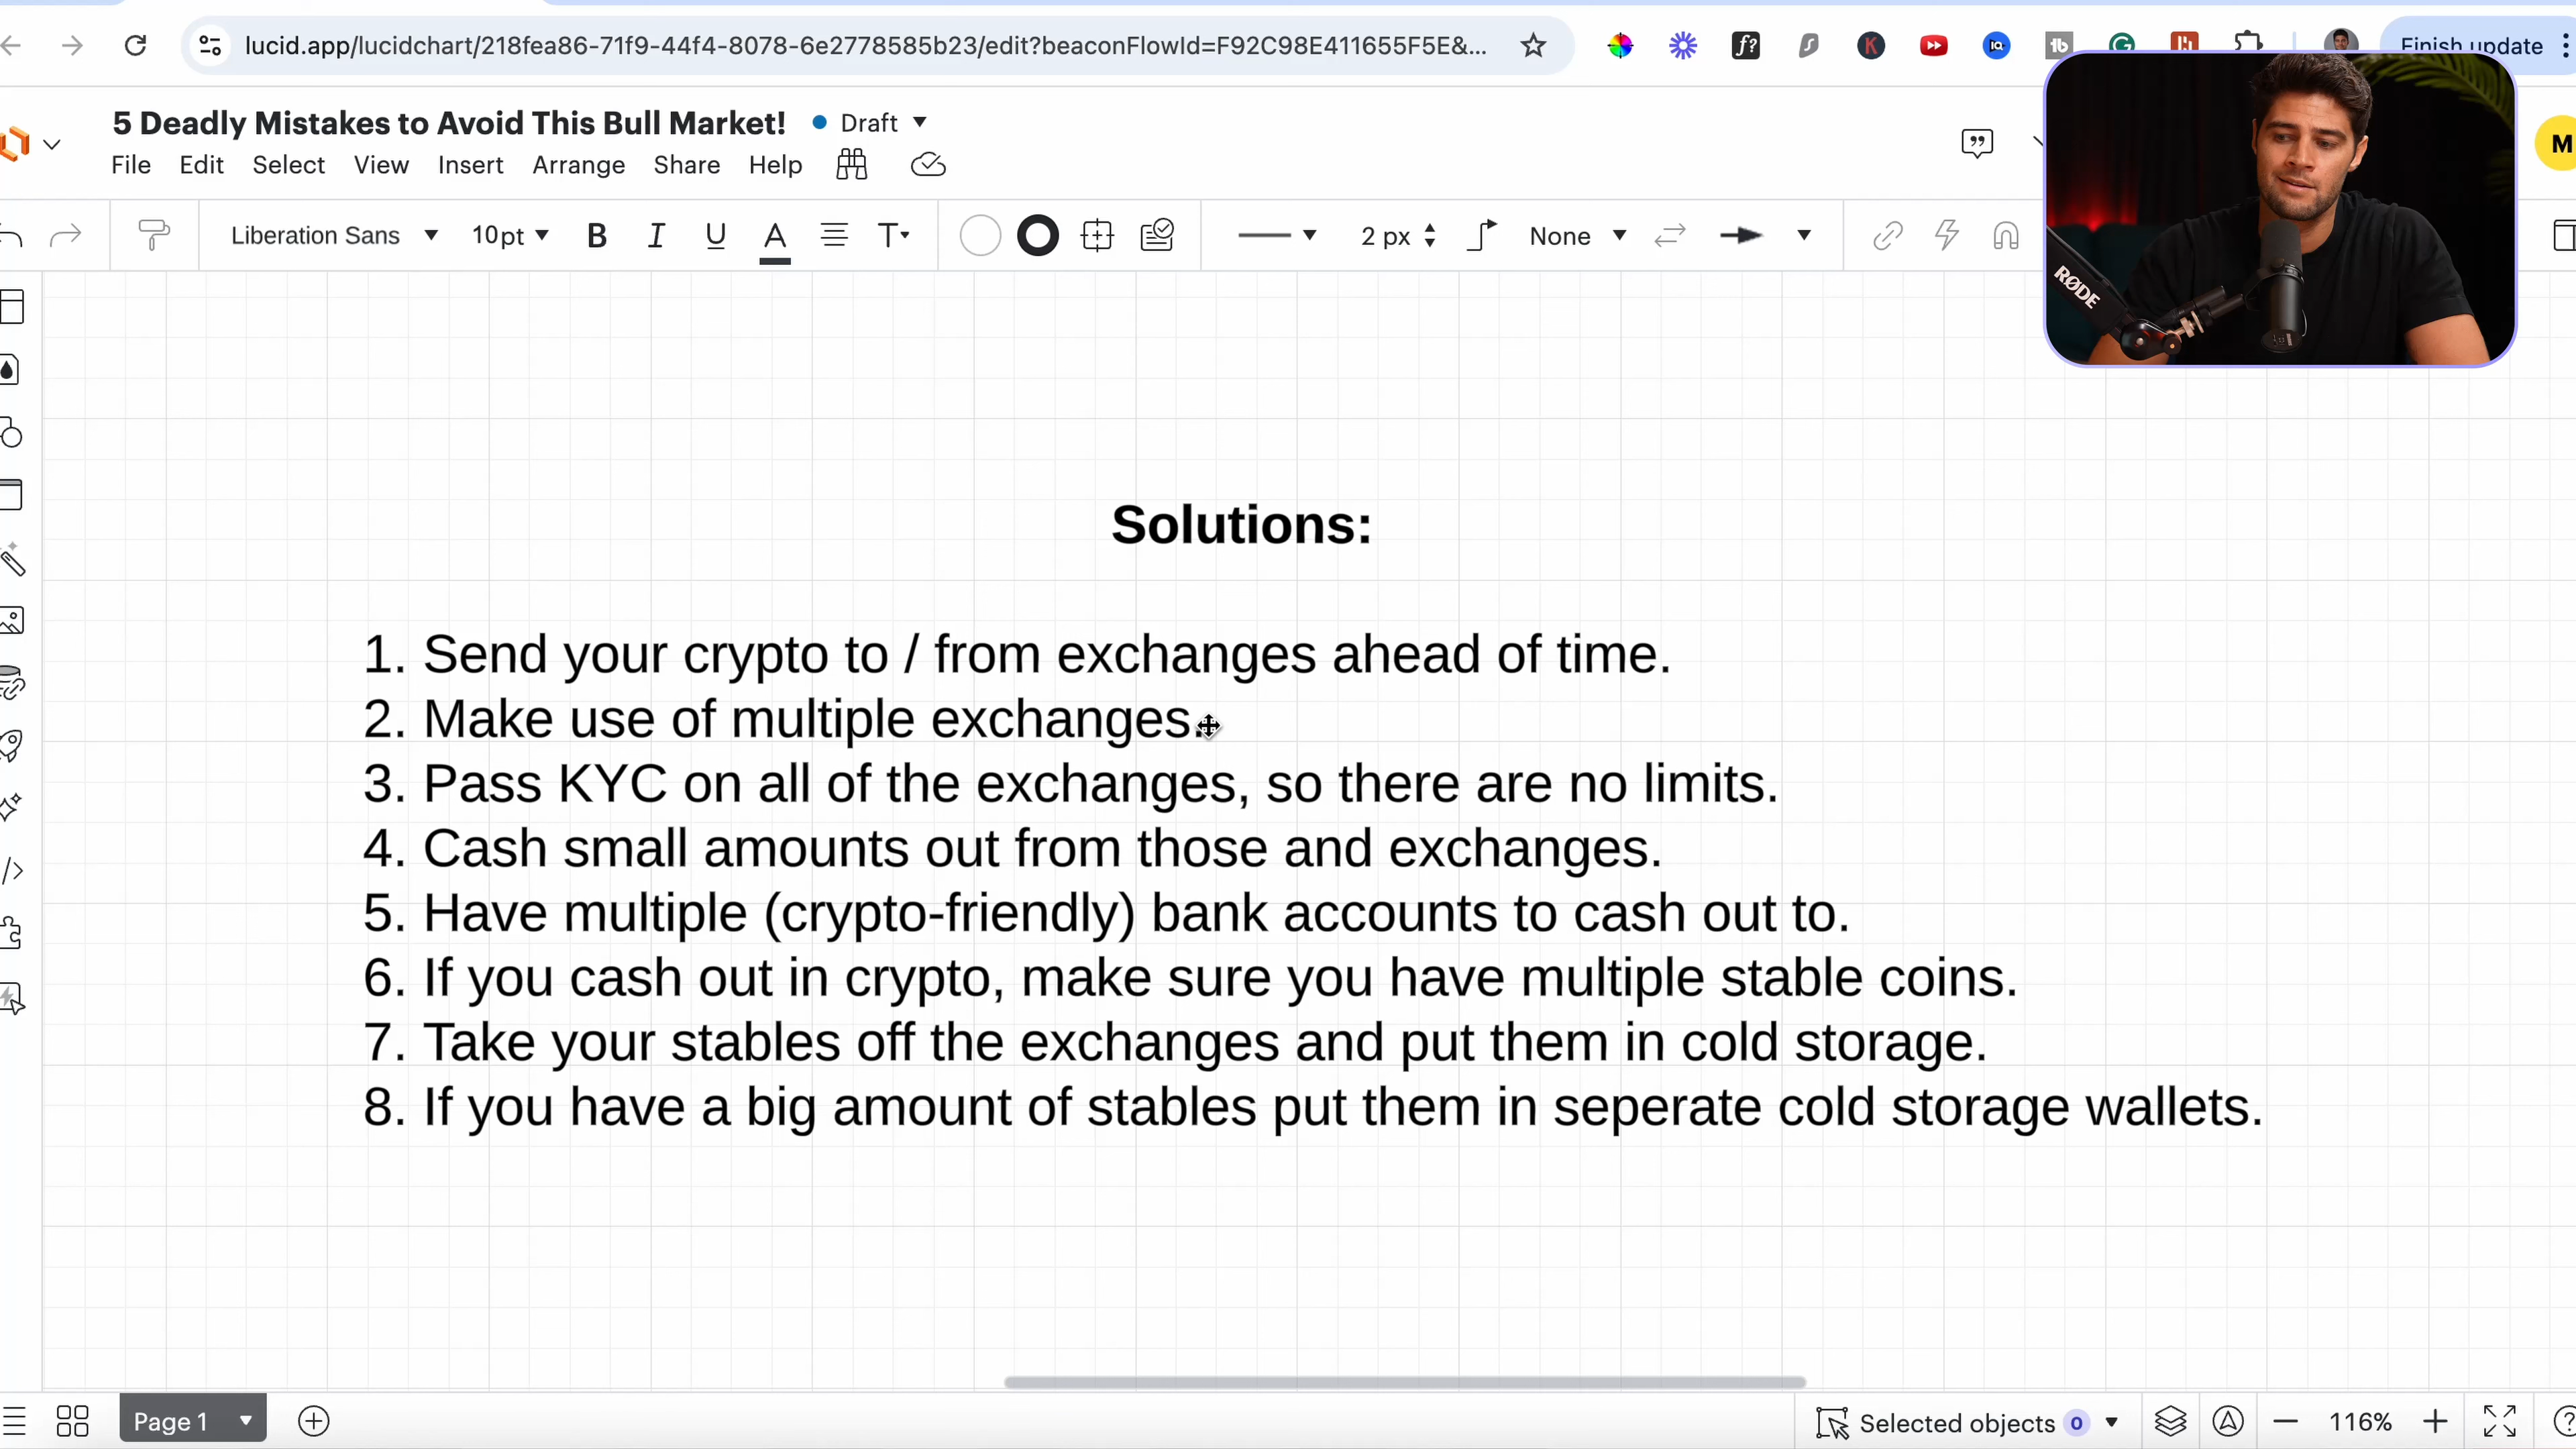 lucid.app/lucidchart/218fea86-71f9-44f4-8078-6e2778585b23/edit?beaconFlowId=F92C98E411655F5E&...
Finish update
5 Deadly Mistakes to Avoid This Bull Market!
Draft
File Edit Select View Insert Arrange Share Help
M
Liberation Sans 10pt B I U A T 2 px None
RØDE
Solutions:
1. Send your crypto to / from exchanges ahead of time.
2. Make use of multiple exchanges.
3. Pass KYC on all of the exchanges, so there are no limits.
4. Cash small amounts out from those and exchanges.
5. Have multiple (crypto-friendly) bank accounts to cash out to.
6. If you cash out in crypto, make sure you have multiple stable coins.
7. Take your stables off the exchanges and put them in cold storage.
8. If you have a big amount of stables put them in seperate cold storage wallets.
Page 1
Selected objects 0
116%